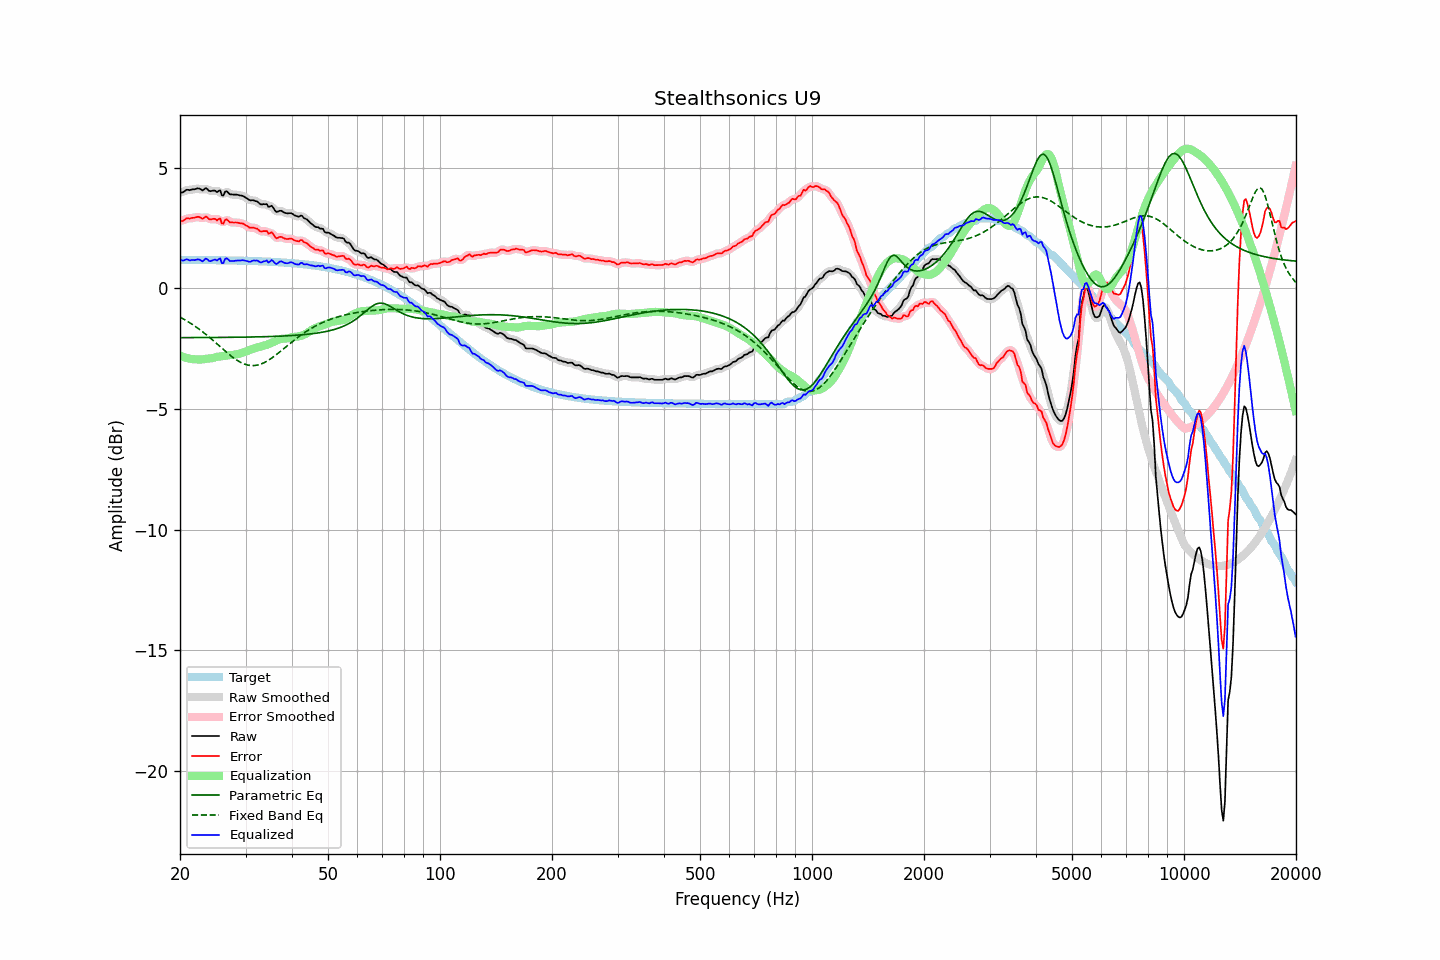 Stealthsonics U9
Amplitude (dBr)
5
0
−5
−10
−15
−20
Target
Raw Smoothed
Error Smoothed
Raw
Error
Equalization
Parametric Eq
Fixed Band Eq
Equalized
20 50 100 200 500 1000 2000 5000 10000 20000
Frequency (Hz)